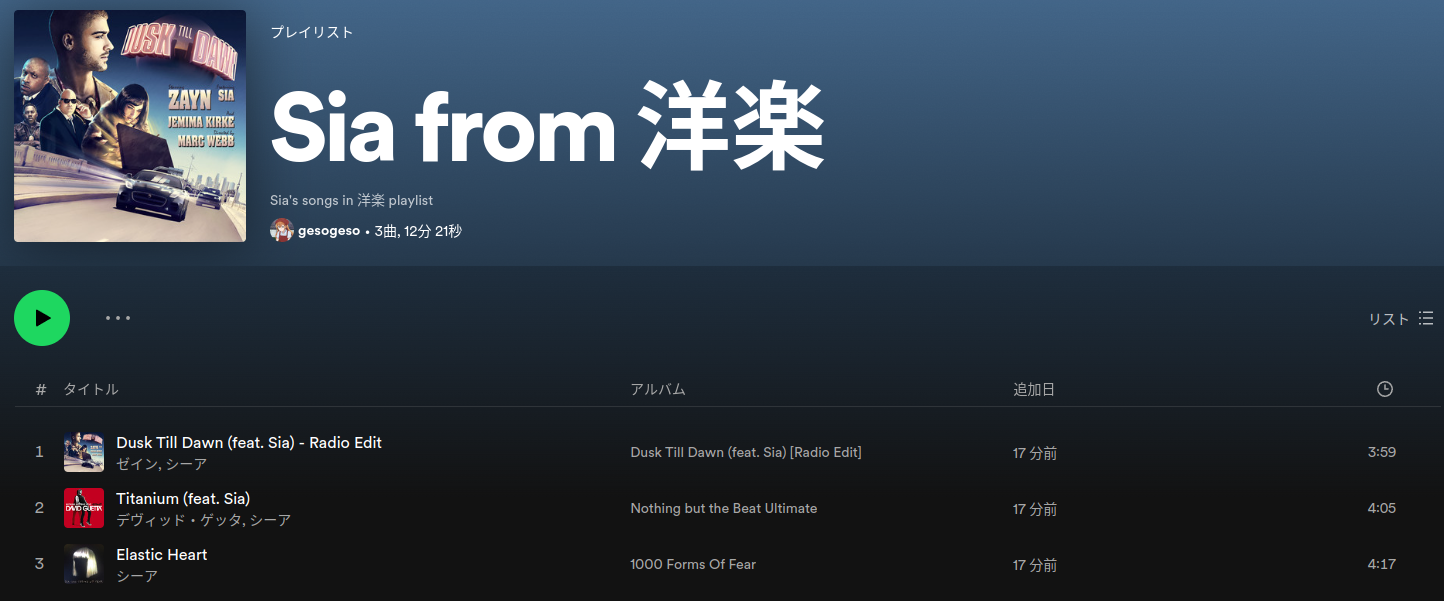 DUSK TILL DAWN
ZAYN SIA
JEMIMA KIRKE
MARC WEBB
プレイリスト
Sia from 洋楽
Sia's songs in 洋楽 playlist
gesogeso • 3曲, 12分 21秒
リスト
# タイトル アルバム 追加日
1 Dusk Till Dawn (feat. Sia) - Radio Edit Dusk Till Dawn (feat. Sia) [Radio Edit] 17 分前 3:59
ゼイン, シーア
2 Titanium (feat. Sia) Nothing but the Beat Ultimate 17 分前 4:05
デヴィッド・ゲッタ, シーア
DAVID GUETTA
3 Elastic Heart 1000 Forms Of Fear 17 分前 4:17
シーア